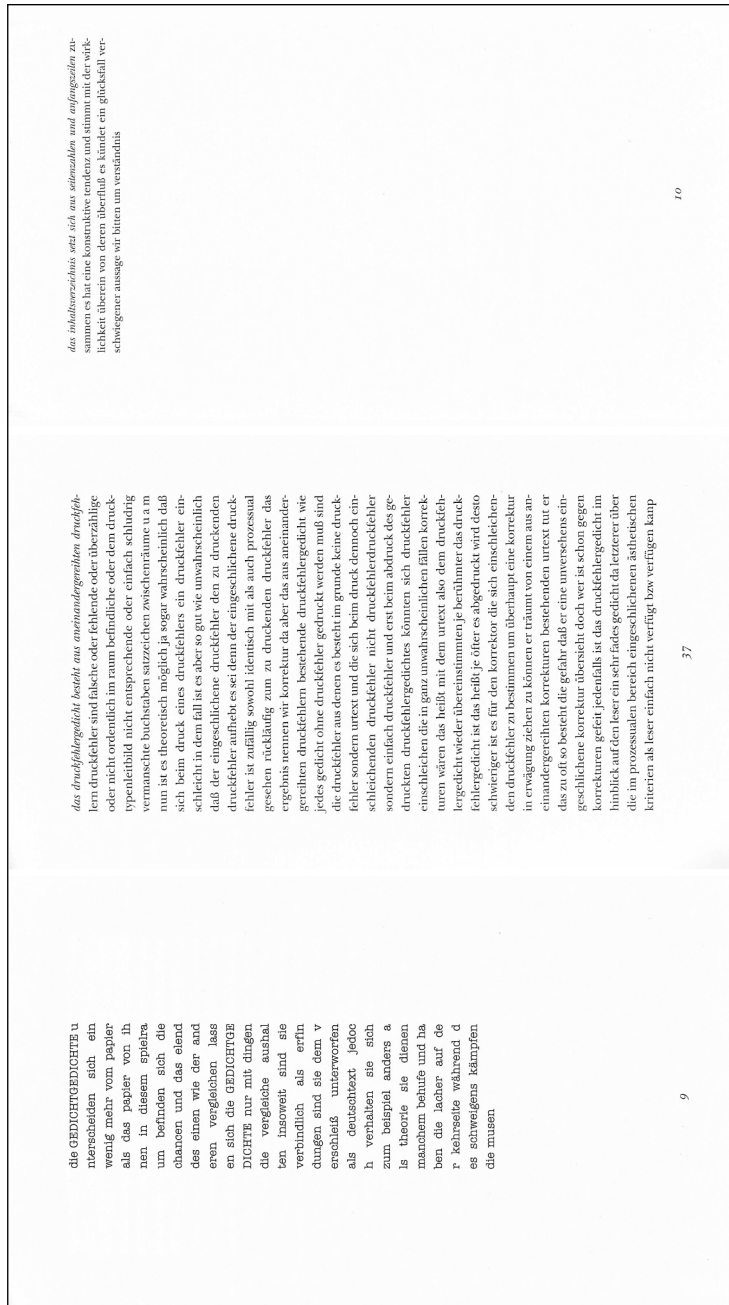 die GEDICHTGEDICHTE u
nterscheiden sich ein
wenig mehr vom papier
als das papier von ih
nen in diesem spielra
um befinden sich die
chancen und das elend
des einen wie der and
eren vergleichen lass
en sich die GEDICHTGE
DICHTE nur mit dingen
die vergleiche aushal
ten insoweit sind sie
verbindlich als erfin
dungen sind sie dem v
erschleiß unterworfen
als deutschtext jedoc
h verhalten sie sich
zum beispiel anders a
ls theorie sie dienen
manchem behufe und ha
ben die lacher auf de
r kehrseite während d
es schweigens kämpfen
die musen
9
das druckfehlergedicht besteht aus aneinandergereihten druckfeh-
lern druckfehler sind falsche oder fehlende oder überzählige
oder nicht ordentlich im raum befindliche oder dem druck-
typenleitbild nicht entsprechende oder einfach schludrig
vermanschte buchstaben satzzeichen zwischenräume u a m
nun ist es theoretisch möglich ja sogar wahrscheinlich daß
sich beim druck eines druckfehlers ein druckfehler ein-
schleicht in dem fall ist es aber so gut wie unwahrscheinlich
daß der eingeschlichene druckfehler den zu druckenden
druckfehler aufhebt es sei denn der eingeschlichene druck-
fehler ist zufällig sowohl identisch mit als auch prozessual
gesehen rückläufig zum zu druckenden druckfehler das
ergebnis nennen wir korrektur da aber das aus aneinander-
gereihten druckfehlern bestehende druckfehlergedicht wie
jedes gedicht ohne druckfehler gedruckt werden muß sind
die druckfehler aus denen es besteht im grunde keine druck-
fehler sondern urtext und die sich beim druck dennoch ein-
schleichenden druckfehler nicht druckfehlerdruckfehler
sondern einfach druckfehler und erst beim abdruck des ge-
druckten druckfehlergedichtes könnten sich druckfehler
einschleichen die in ganz unwahrscheinlichen fällen korrek-
turen wären das heißt mit dem urtext also dem druckfeh-
lergedicht wieder übereinstimmten je berühmter das druck-
fehlergedicht ist das heißt je öfter es abgedruckt wird desto
schwieriger ist es für den korrektor die sich einschleichen-
den druckfehler zu bestimmen um überhaupt eine korrektur
in erwägung ziehen zu können er träumt von einem aus an-
einandergereihten korrekturen bestehenden urtext tut er
das zu oft so besteht die gefahr daß er eine unversehens ein-
geschlichene korrektur übersieht doch wer ist schon gegen
korrekturen gefeit jedenfalls ist das druckfehlergedicht im
hinblick auf den leser ein sehr fades gedicht da letzterer über
die im prozessualen bereich eingeschlichenen ästhetischen
kriterien als leser einfach nicht verfügt bzw verfügen kanp
37
das inhaltsverzeichnis setzt sich aus seitenzahlen und anfangszeilen zu-
sammen es hat eine konstruktive tendenz und stimmt mit der wirk-
lichkeit überein von deren überfluß es kündet ein glücksfall ver-
schwiegener aussage wir bitten um verständnis
10